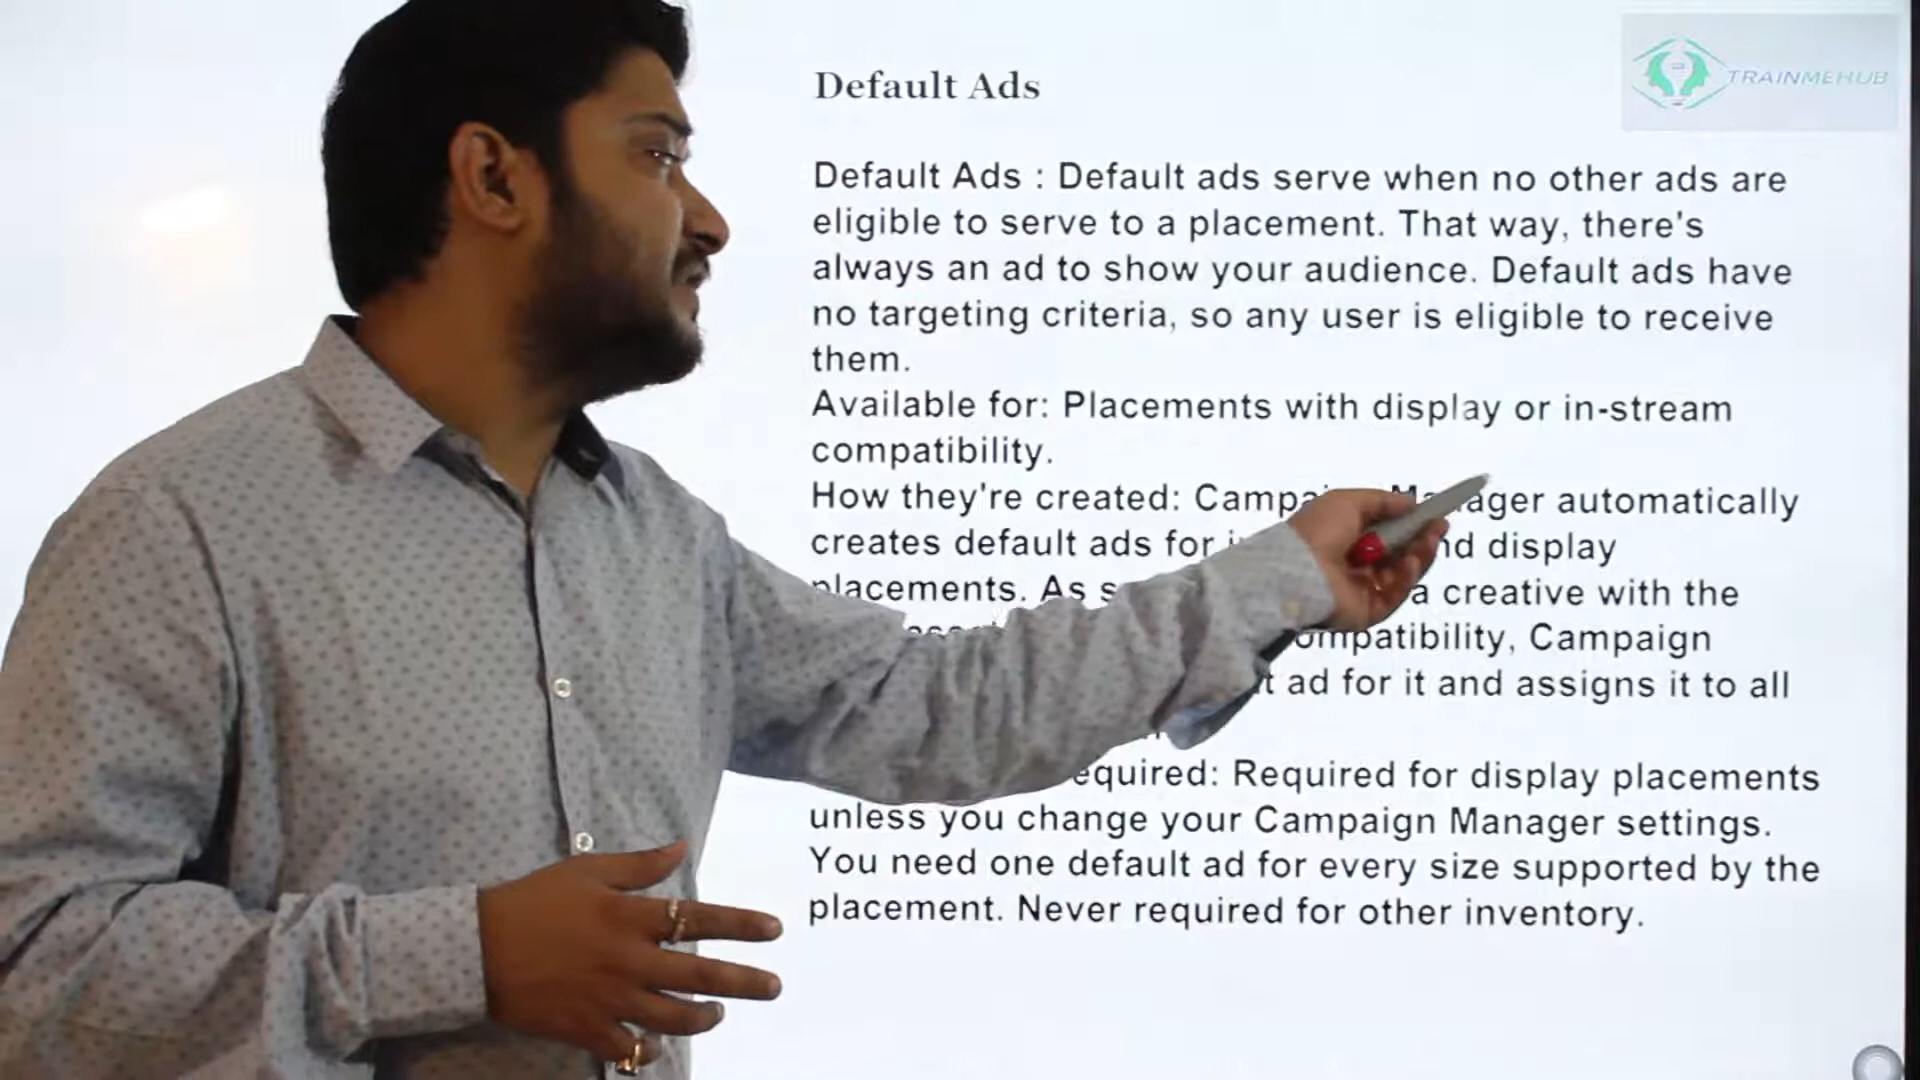 Default Ads
TRAINMEHUB
Default Ads : Default ads serve when no other ads are
eligible to serve to a placement. That way, there's
always an ad to show your audience. Default ads have
no targeting criteria, so any user is eligible to receive
them.
Available for: Placements with display or in-stream
compatibility.
How they're created: Campaign Manager automatically
creates default ads for display
placements. As a creative with the
compatibility, Campaign
ad for it and assigns it to all
Required for display placements
unless you change your Campaign Manager settings.
You need one default ad for every size supported by the
placement. Never required for other inventory.